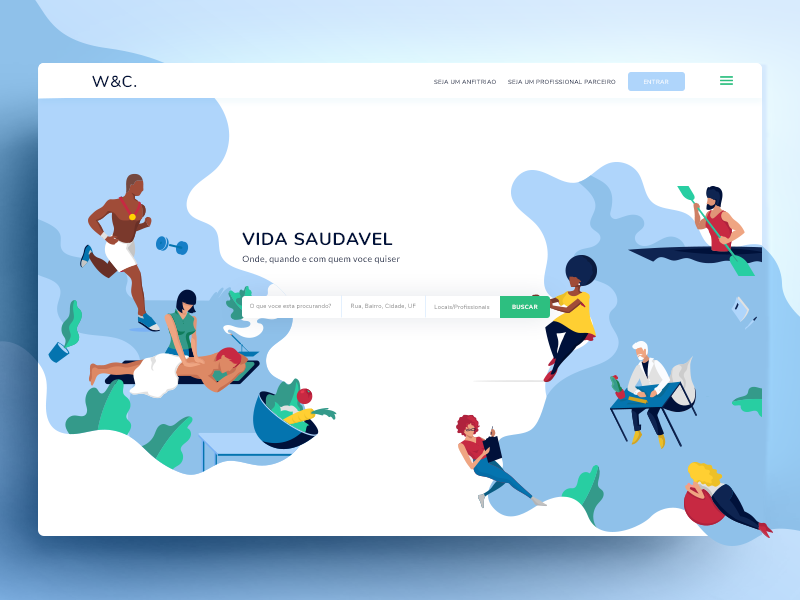 W&C.
SEJA UM ANFITRIAO
SEJA UM PROFISSIONAL PARCEIRO
ENTRAR
VIDA SAUDAVEL
Onde, quando e com quem voce quiser
O que voce esta procurando?
Rua, Bairro, Cidade, UF
Locais/Profissionais
BUSCAR